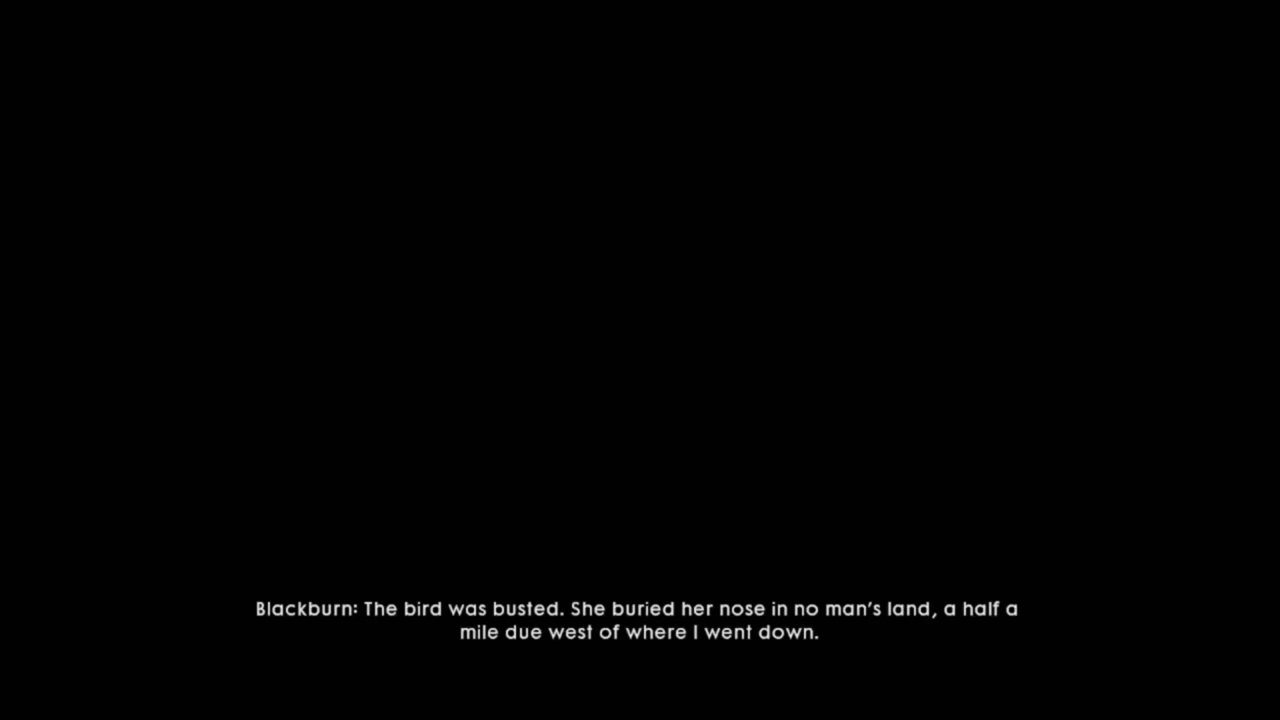 Blackburn: The bird was busted. She buried her nose in no man's land, a half a
mile due west of where I went down.